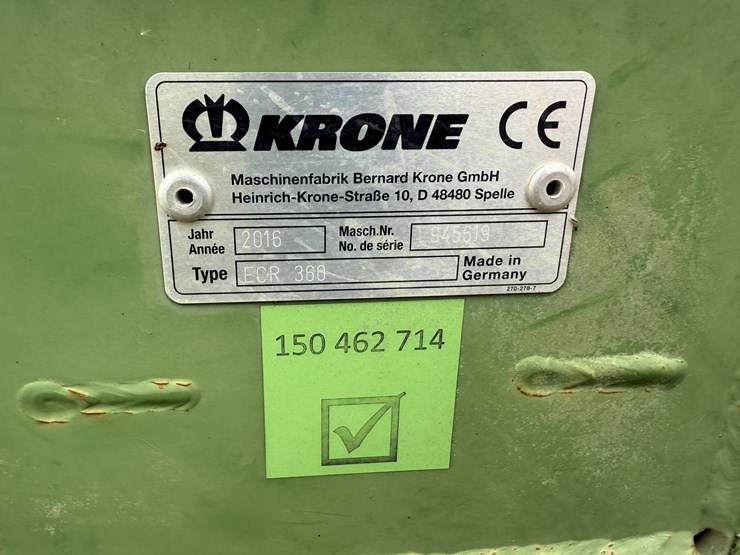 KRONE CE
Maschinenfabrik Bernard Krone GmbH
Heinrich-Krone-Straße 10, D 48480 Spelle
Jahr
Année 2016
Masch.Nr.
No. de série 945619
Type ECR 360
Made in
Germany
270-278-7
150 462 714